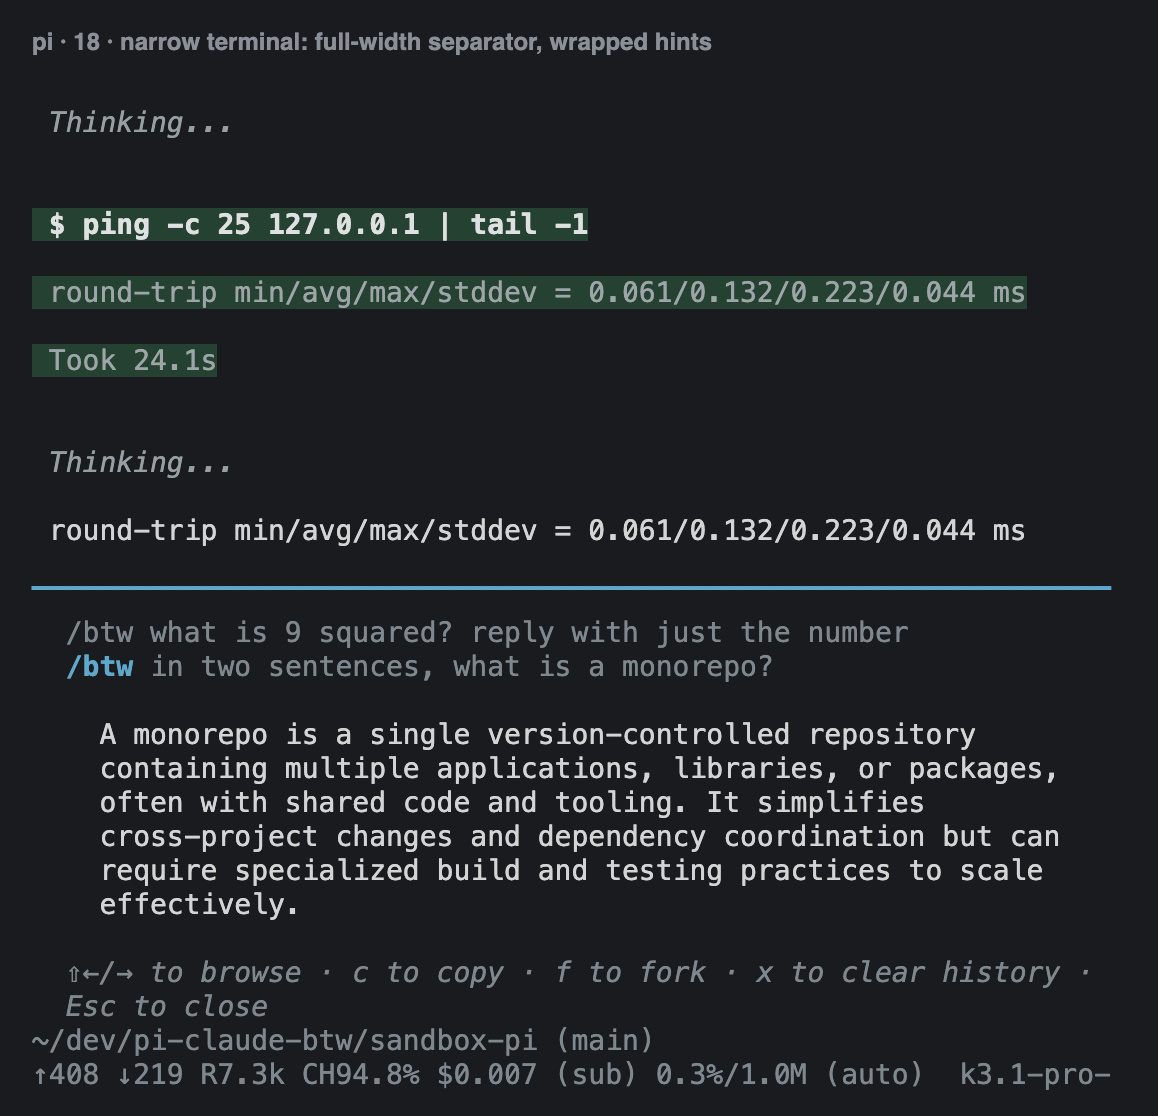 pi · 18 · narrow terminal: full-width separator, wrapped hints
Thinking...
$ ping -c 25 127.0.0.1 | tail -1
round-trip min/avg/max/stddev = 0.061/0.132/0.223/0.044 ms
Took 24.1s
Thinking...
round-trip min/avg/max/stddev = 0.061/0.132/0.223/0.044 ms
/btw what is 9 squared? reply with just the number
/btw in two sentences, what is a monorepo?
A monorepo is a single version-controlled repository
containing multiple applications, libraries, or packages,
often with shared code and tooling. It simplifies
cross-project changes and dependency coordination but can
require specialized build and testing practices to scale
effectively.
⇧←/→ to browse · c to copy · f to fork · x to clear history ·
Esc to close
~/dev/pi-claude-btw/sandbox-pi (main)
↑408 ↓219 R7.3k CH94.8% $0.007 (sub) 0.3%/1.0M (auto)  k3.1-pro-